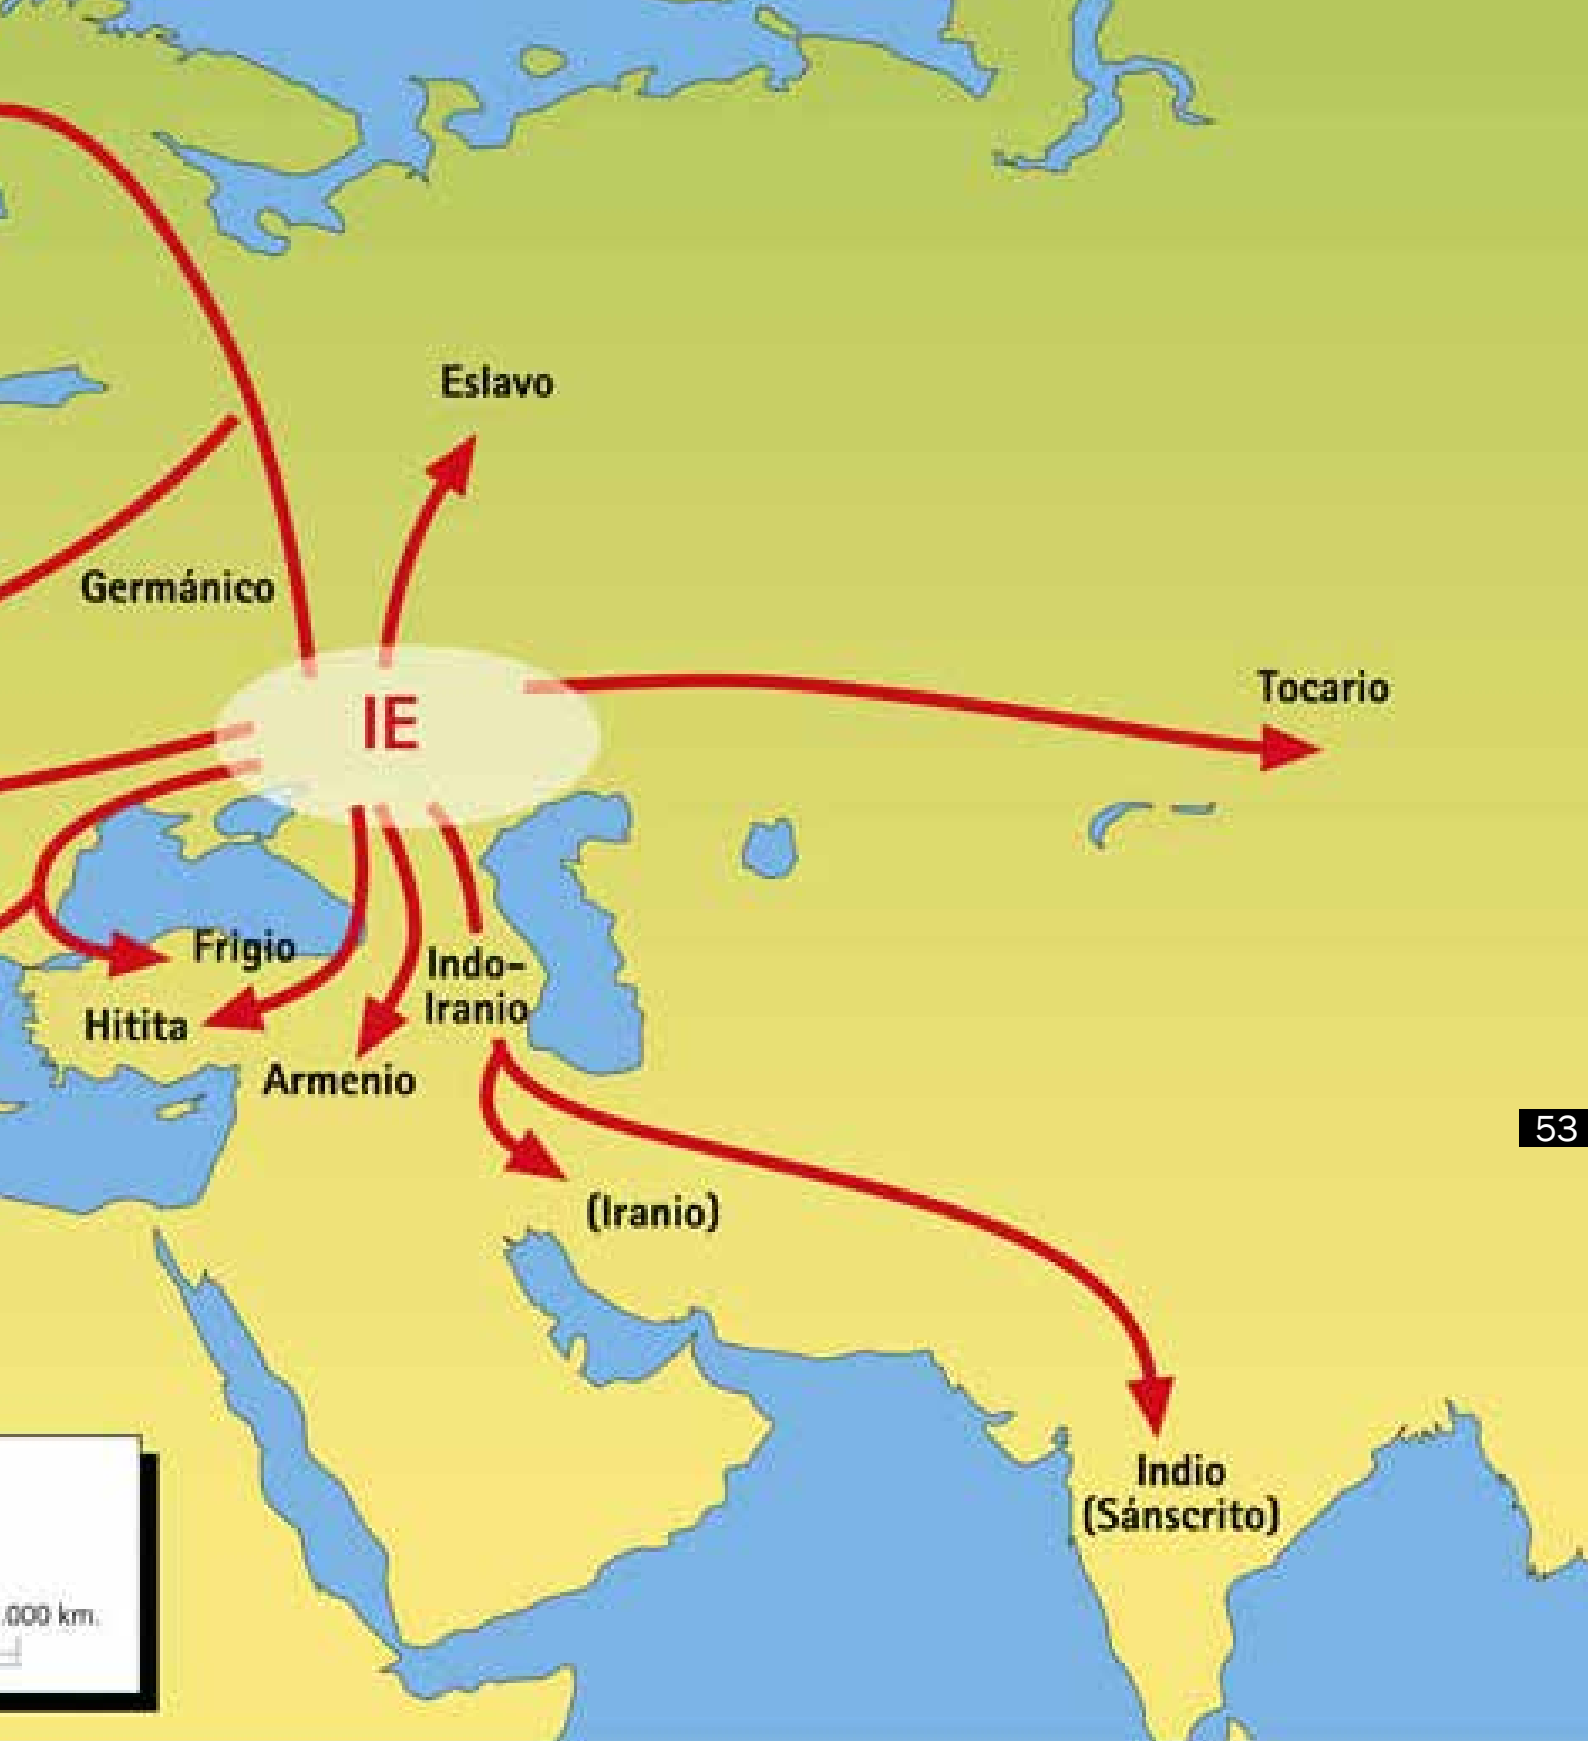 Eslavo
Germánico
IE
Tocario
Frigio
Indo-
Iranio
Hitita
Armenio
53
(Iranio)
Indio
(Sánscrito)
.000 km.